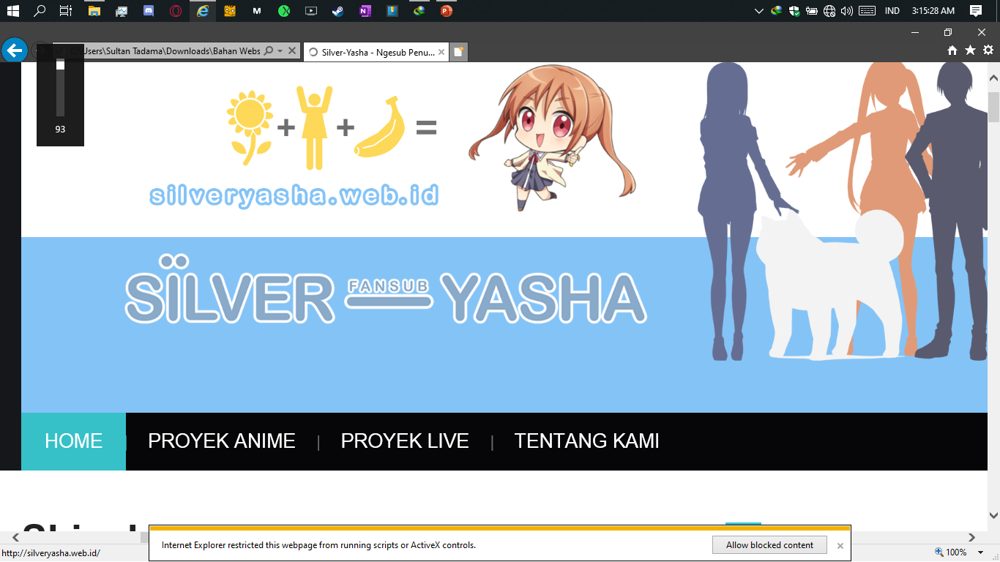 IND
3:15:28 AM
Users\Sultan Tadama\Downloads\Bahan Webs
Silver-Yasha - Ngesub Penu...
93
+ + =
silveryasha.web.id
SÏLVER FANSUB YASHA
HOME | PROYEK ANIME | PROYEK LIVE | TENTANG KAMI
Internet Explorer restricted this webpage from running scripts or ActiveX controls.
Allow blocked content
http://silveryasha.web.id/
100%